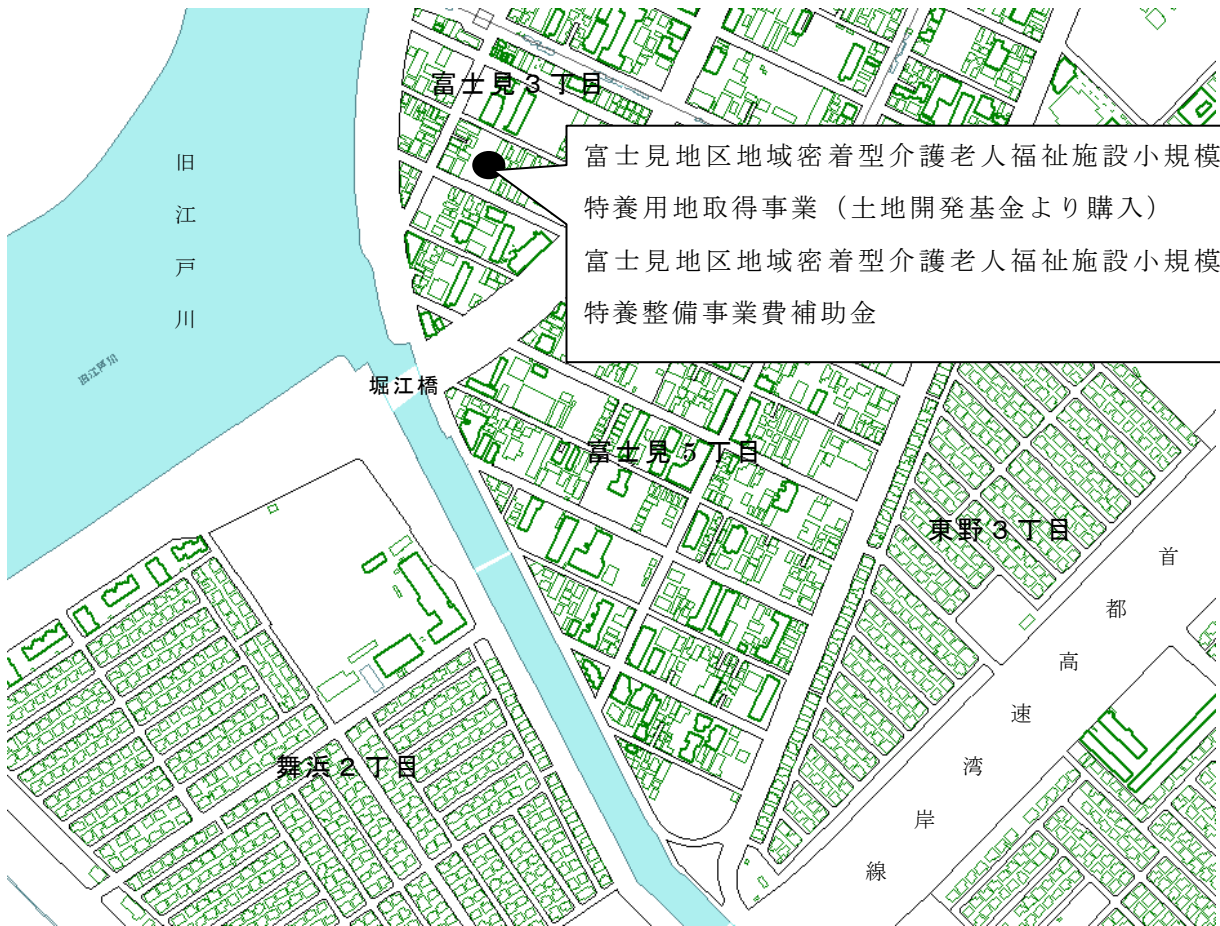 富士見３丁目
富士見地区地域密着型介護老人福祉施設小規模
特養用地取得事業（土地開発基金より購入）
富士見地区地域密着型介護老人福祉施設小規模
特養整備事業費補助金
旧江戸川
旧江戸川
堀江橋
富士見５丁目
東野３丁目
首都高速湾岸線
舞浜２丁目